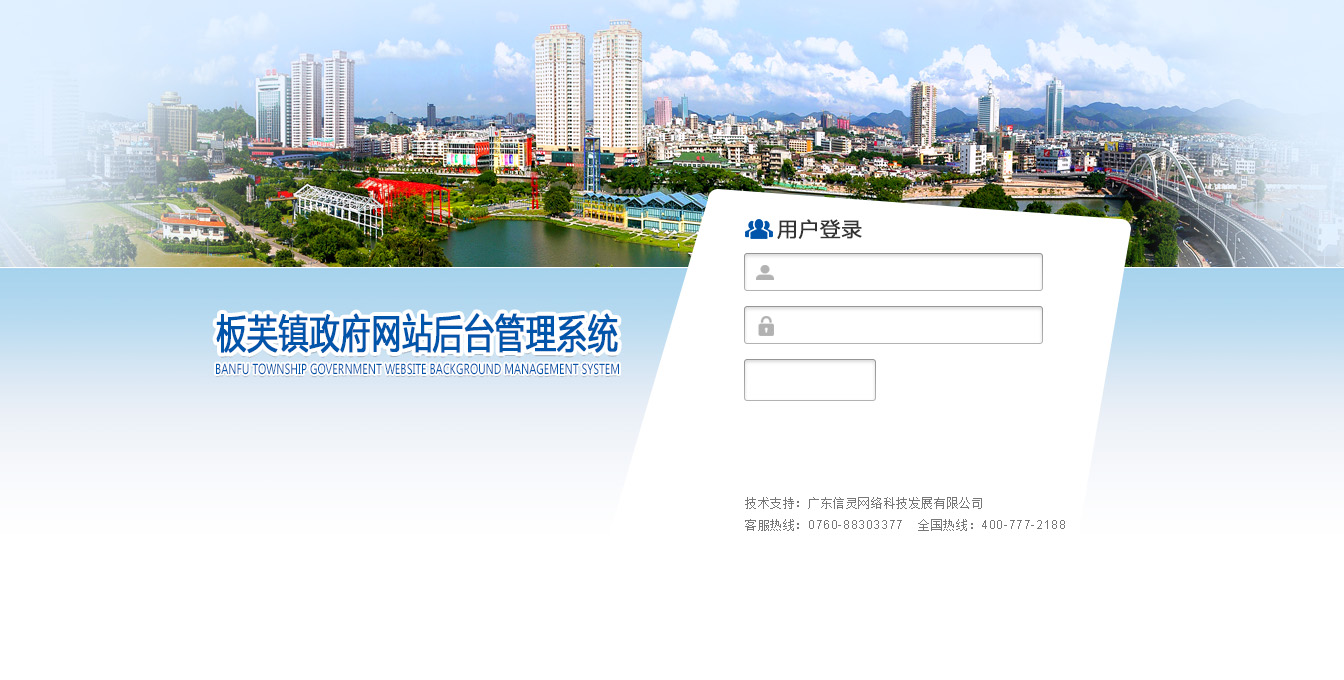 用户登录
板芙镇政府网站后台管理系统
BANFU TOWNSHIP GOVERNMENT WEBSITE BACKGROUND MANAGEMENT SYSTEM
技术支持：广东信灵网络科技发展有限公司
客服热线：0760-88303377 全国热线：400-777-2188